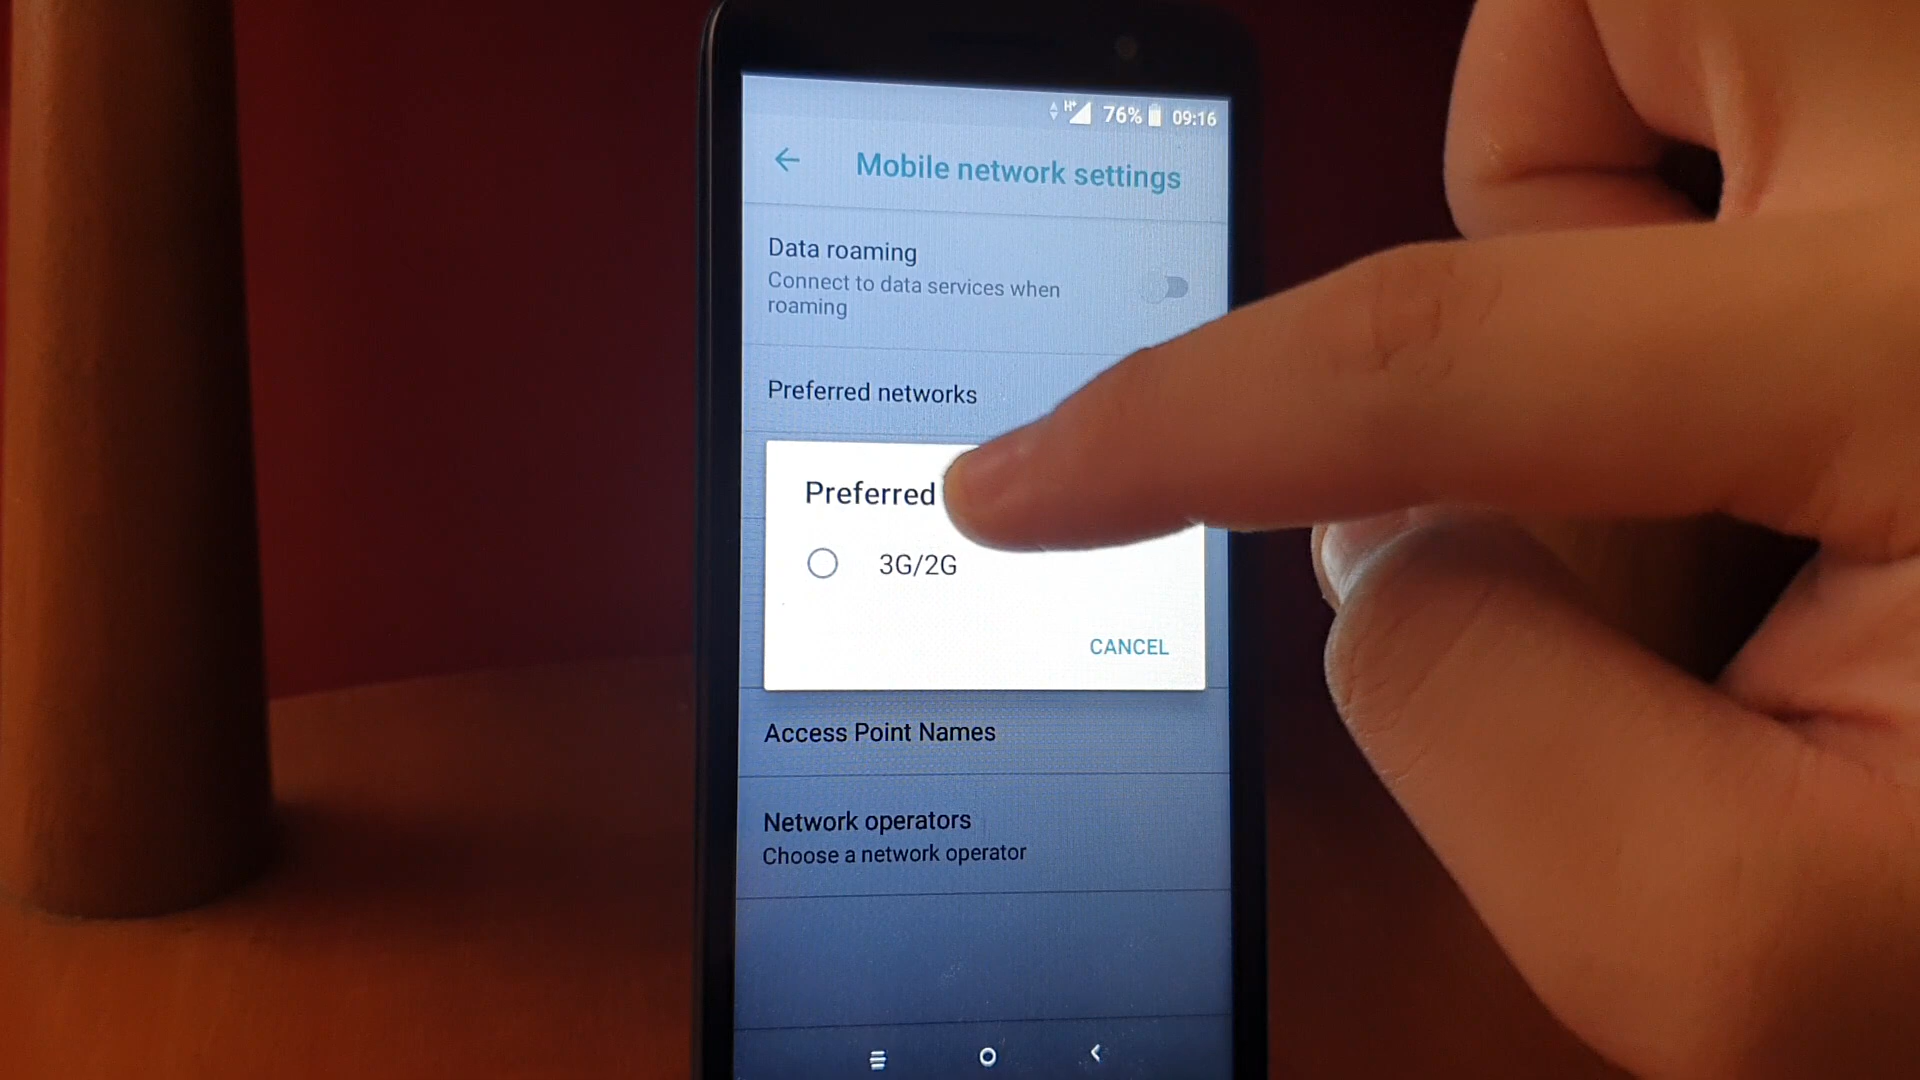 H+ 76% 09:16
Mobile network settings
Data roaming
Connect to data services when
roaming
Preferred networks
Preferred
3G/2G
CANCEL
Access Point Names
Network operators
Choose a network operator